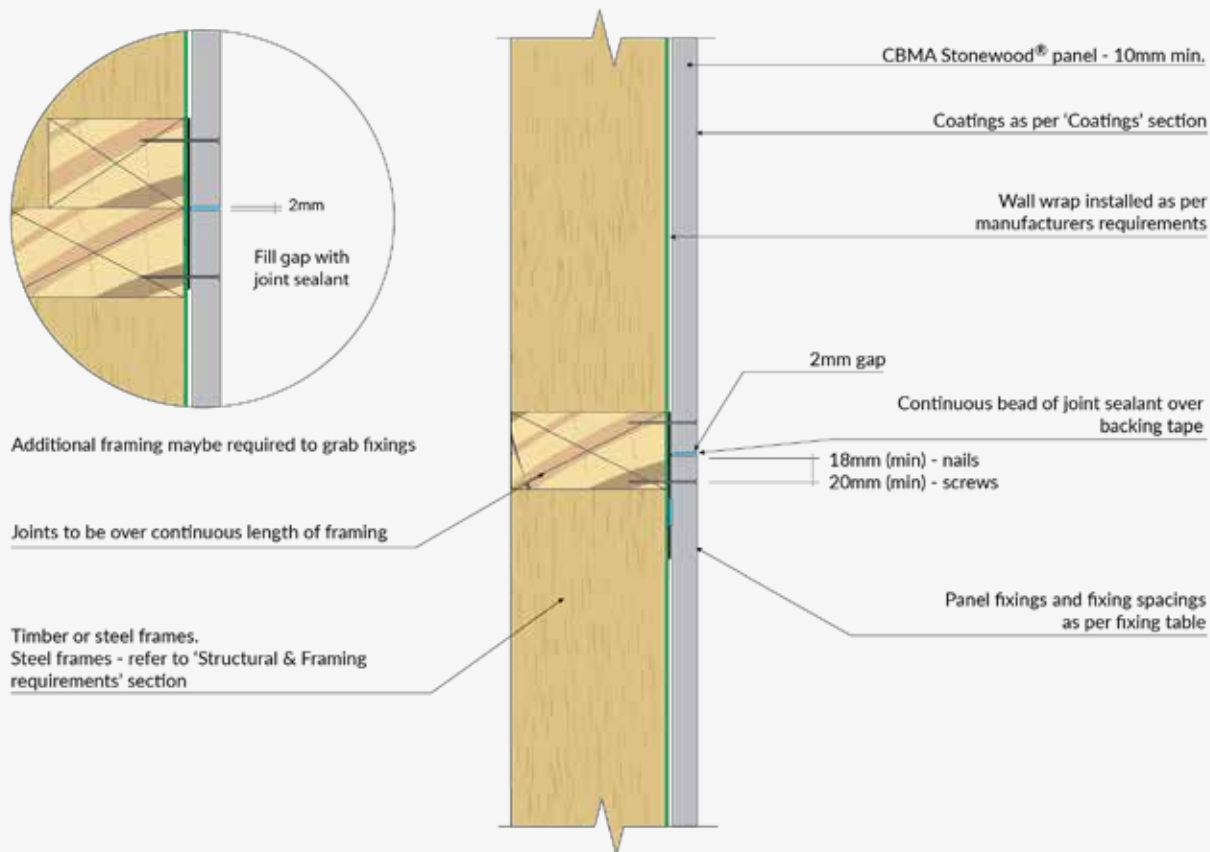 CBMA Stonewood® panel - 10mm min.
Coatings as per 'Coatings' section
Wall wrap installed as per
manufacturers requirements
2mm
Fill gap with
joint sealant
2mm gap
Continuous bead of joint sealant over
backing tape
Additional framing maybe required to grab fixings
18mm (min) - nails
20mm (min) - screws
Joints to be over continuous length of framing
Panel fixings and fixing spacings
as per fixing table
Timber or steel frames.
Steel frames - refer to 'Structural & Framing
requirements' section